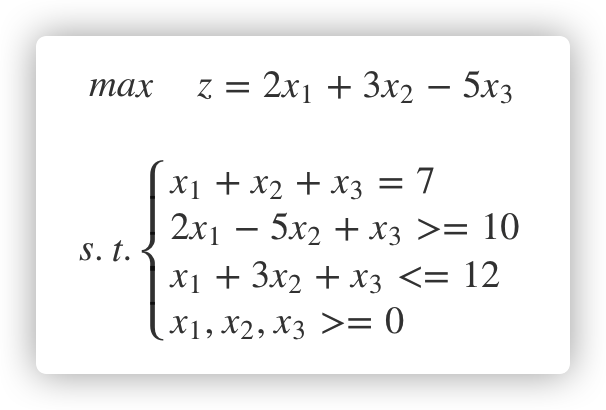 max z = 2x₁ + 3x₂ − 5x₃
x₁ + x₂ + x₃ = 7
2x₁ − 5x₂ + x₃ >= 10
s. t.
x₁ + 3x₂ + x₃ <= 12
x₁, x₂, x₃ >= 0